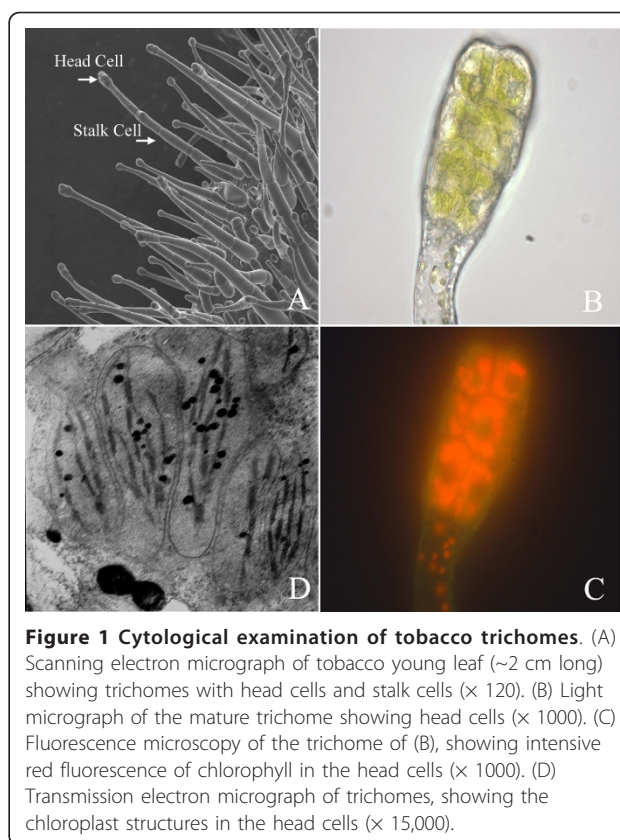 Head Cell
Stalk Cell
A
B
D
C
Figure 1 Cytological examination of tobacco trichomes. (A)
Scanning electron micrograph of tobacco young leaf (~2 cm long)
showing trichomes with head cells and stalk cells (× 120). (B) Light
micrograph of the mature trichome showing head cells (× 1000). (C)
Fluorescence microscopy of the trichome of (B), showing intensive
red fluorescence of chlorophyll in the head cells (× 1000). (D)
Transmission electron micrograph of trichomes, showing the
chloroplast structures in the head cells (× 15,000).